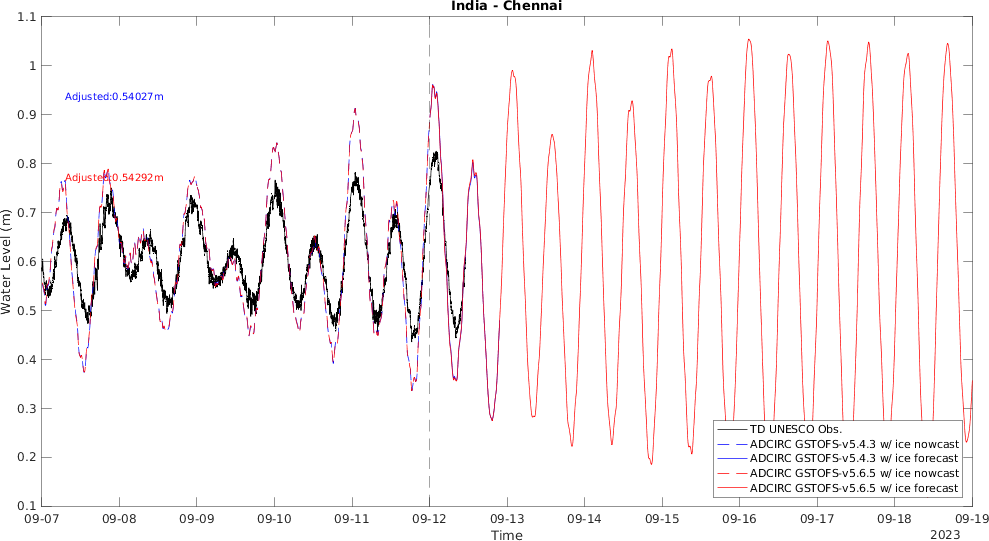 India - Chennai
1.1
1
0.9
0.8
0.7
0.6
0.5
0.4
0.3
0.2
0.1
Water Level (m)
Adjusted:0.54027m
Adjusted:0.54292m
TD UNESCO Obs.
ADCIRC GSTOFS-v5.4.3 w/ ice nowcast
ADCIRC GSTOFS-v5.4.3 w/ ice forecast
ADCIRC GSTOFS-v5.6.5 w/ ice nowcast
ADCIRC GSTOFS-v5.6.5 w/ ice forecast
09-07 09-08 09-09 09-10 09-11 09-12 09-13 09-14 09-15 09-16 09-17 09-18 09-19
Time
2023